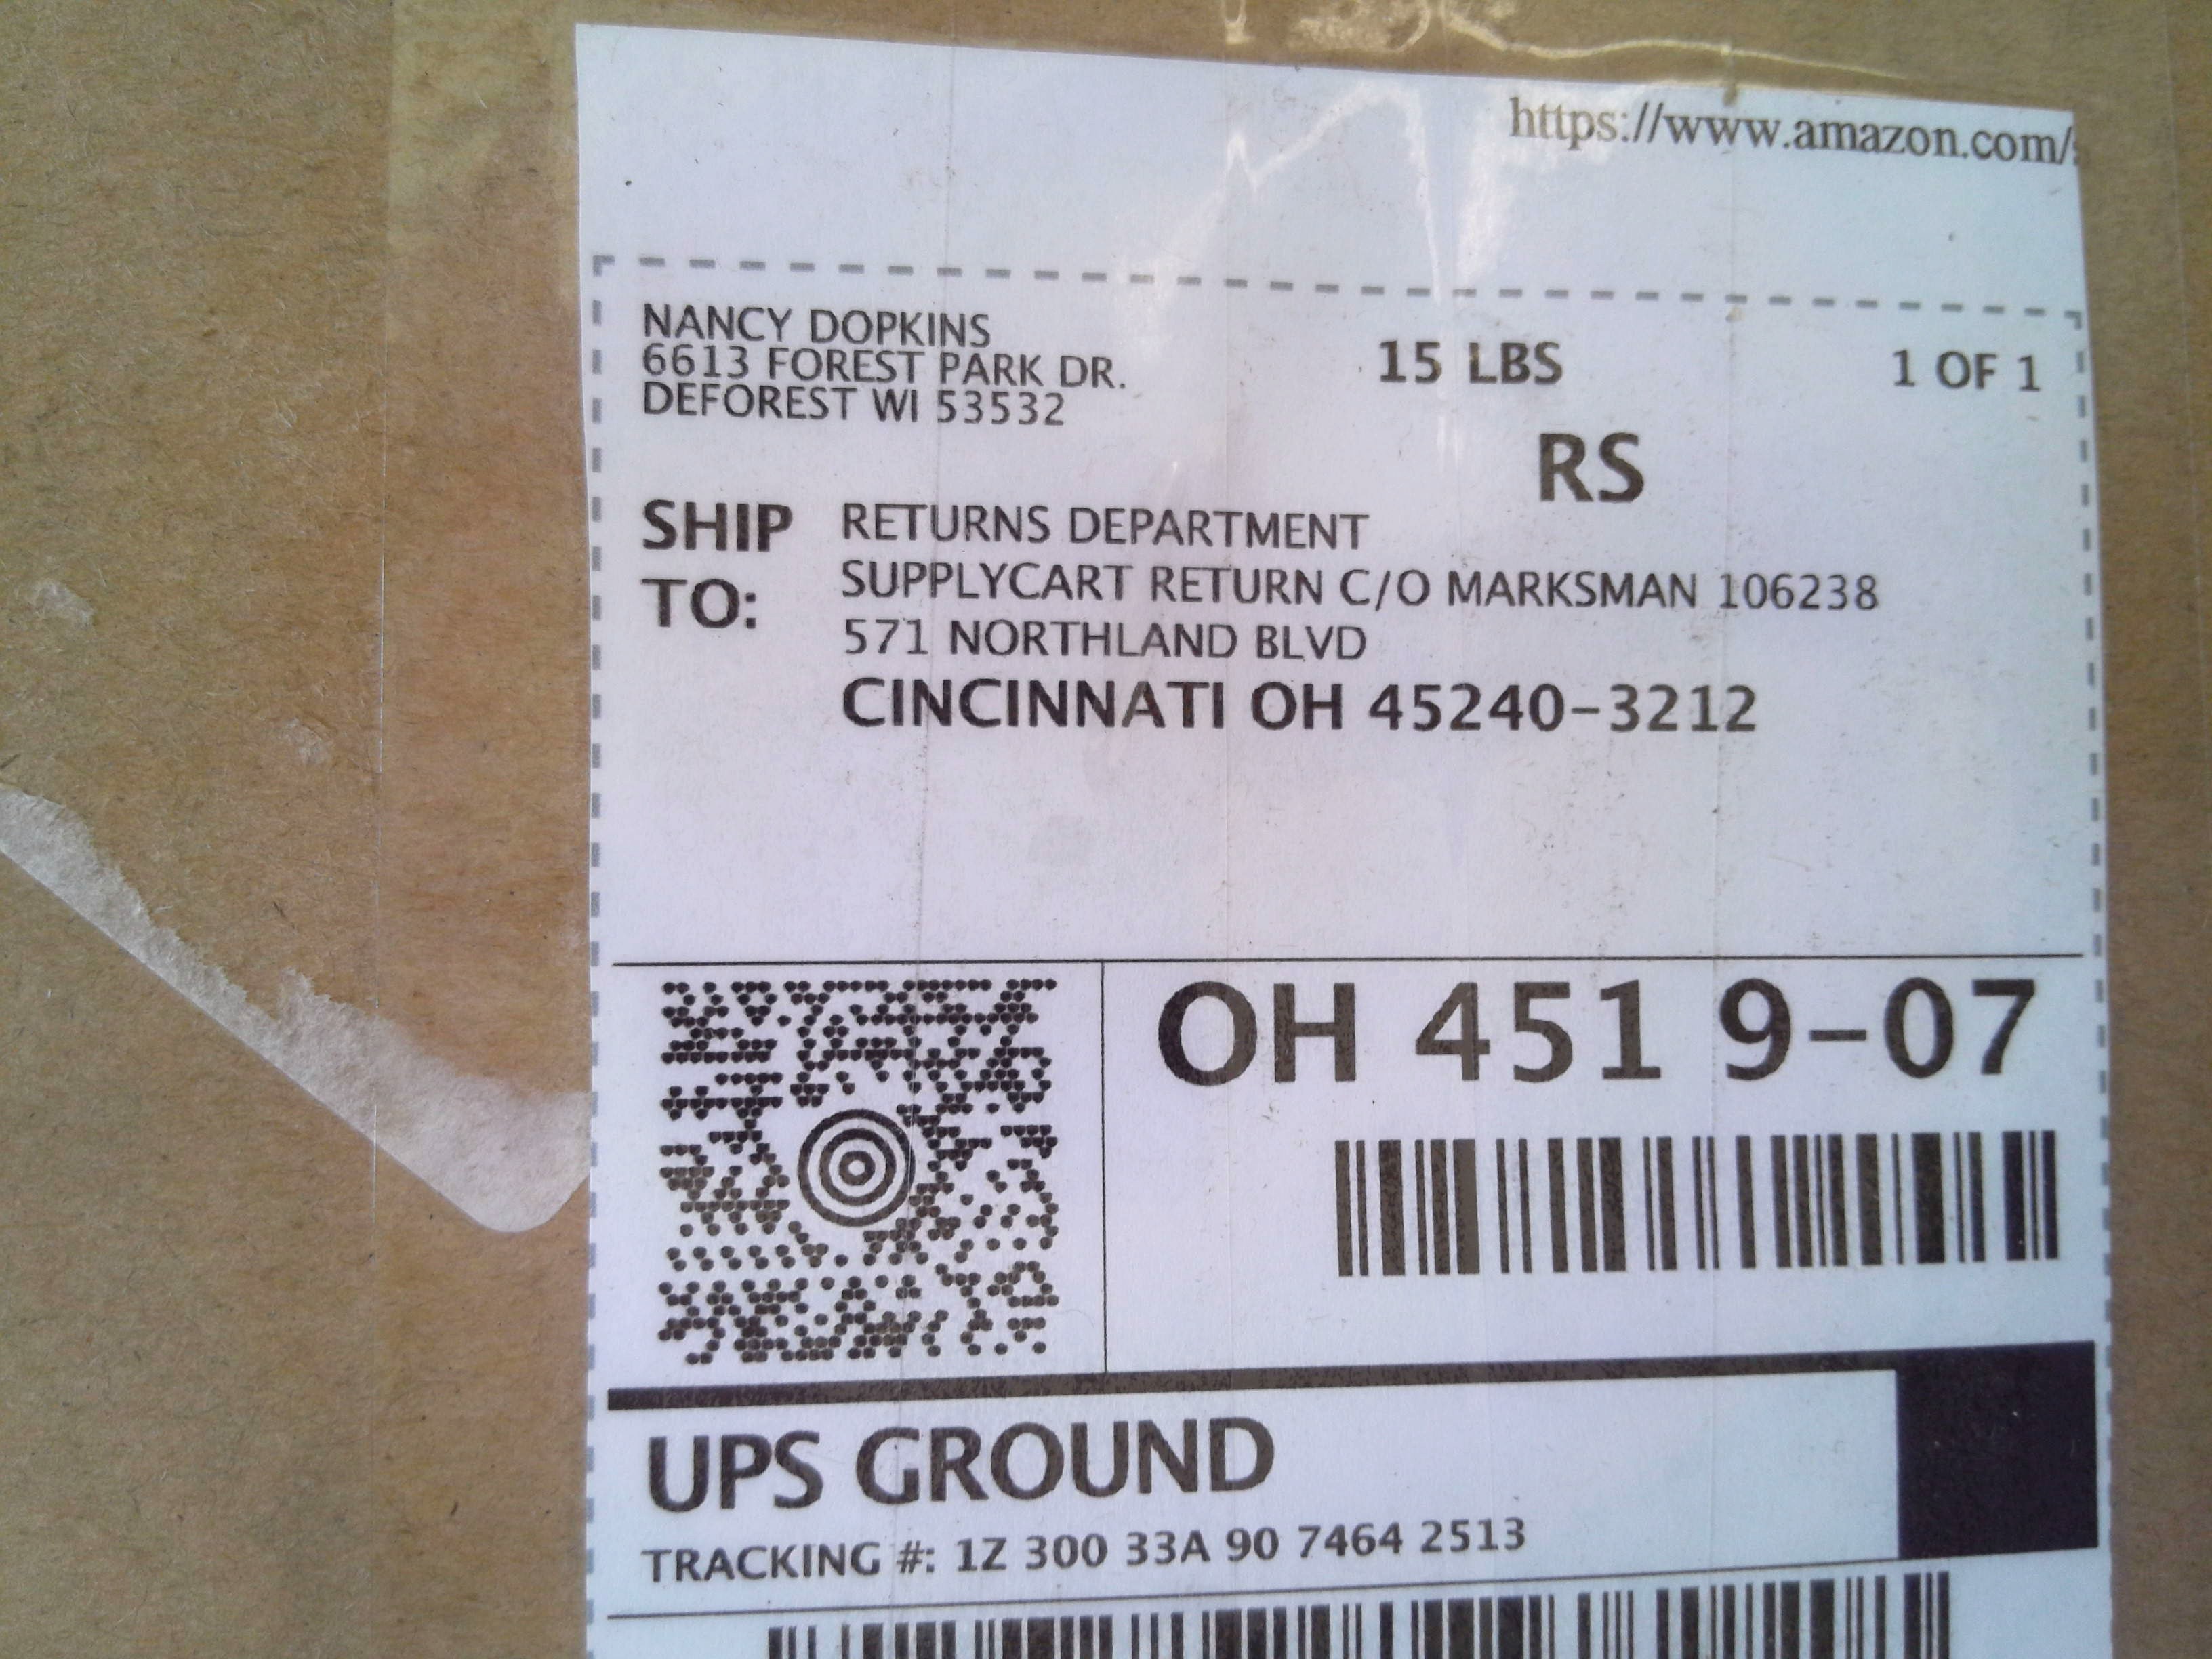 https://www.amazon.com/
NANCY DOPKINS
6613 FOREST PARK DR.
DEFOREST WI 53532
15 LBS
1 OF 1
RS
SHIP TO:
RETURNS DEPARTMENT
SUPPLYCART RETURN C/O MARKSMAN 106238
571 NORTHLAND BLVD
CINCINNATI OH 45240-3212
OH 451 9-07
UPS GROUND
TRACKING #: 1Z 300 33A 90 7464 2513